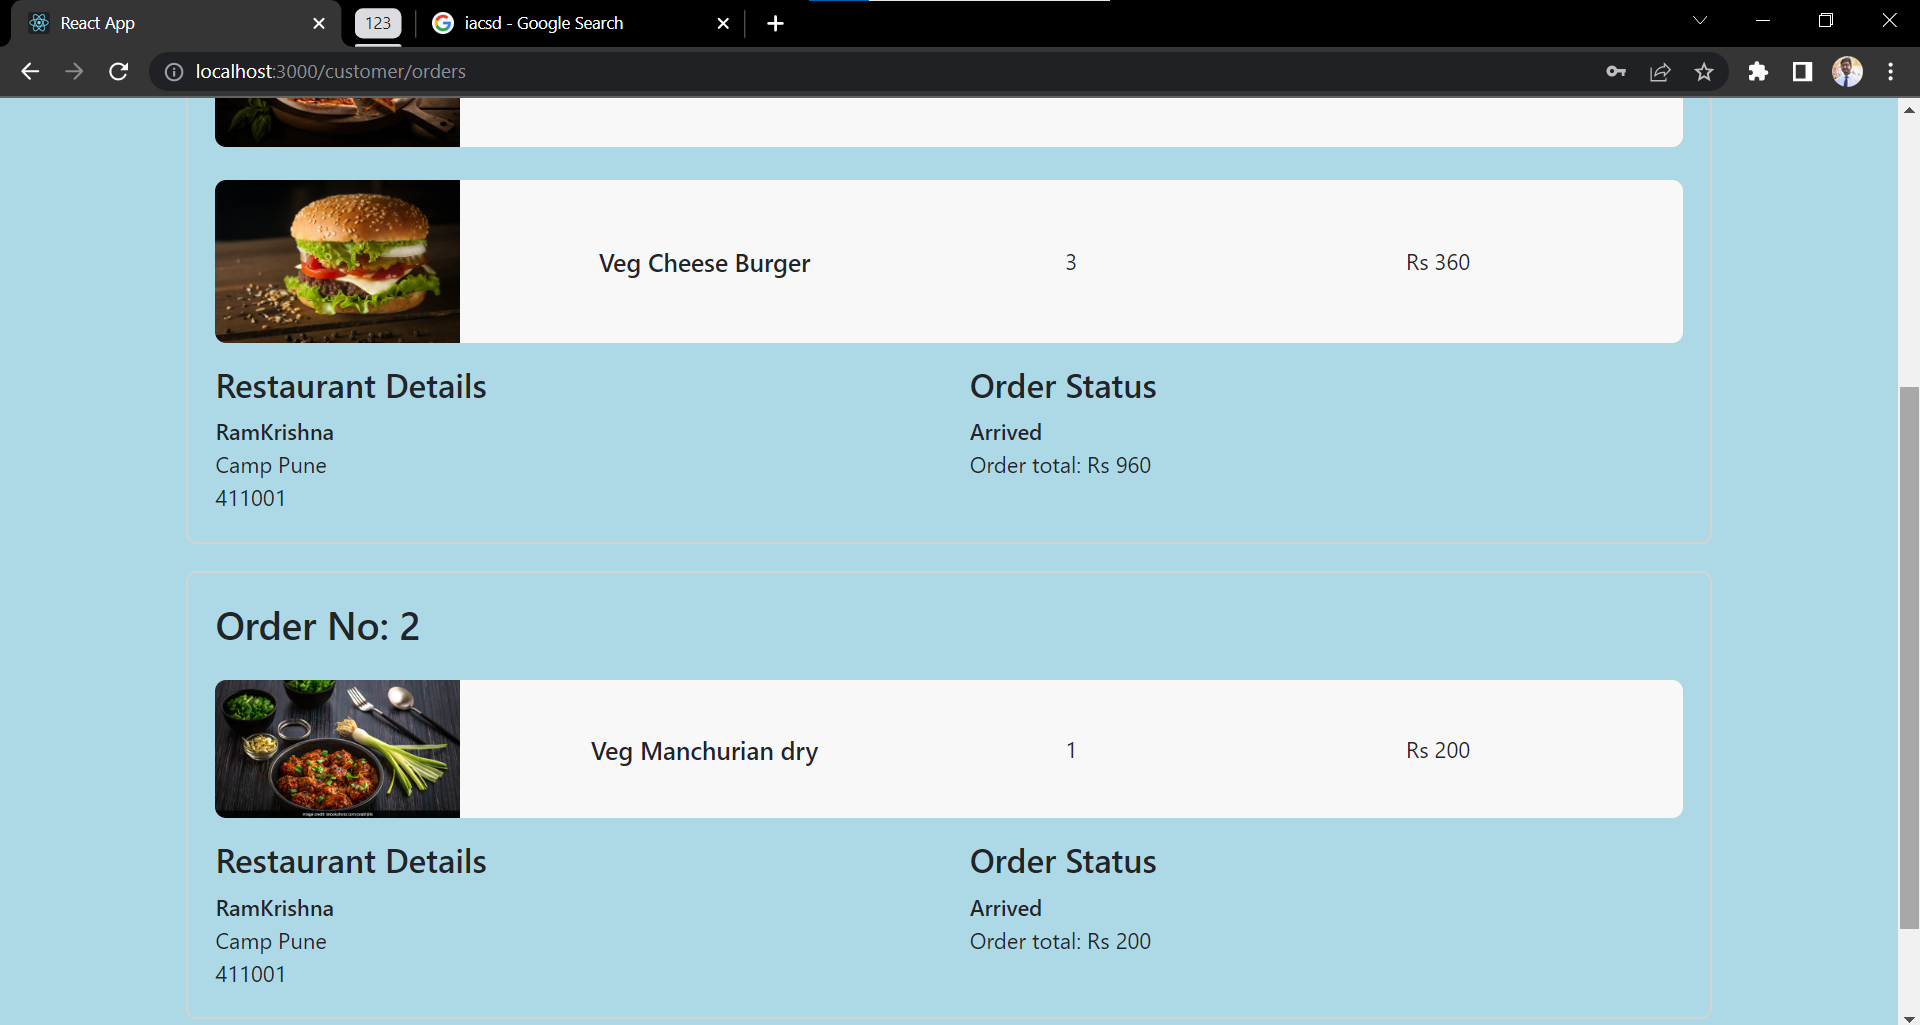 React App
123
iacsd - Google Search
localhost:3000/customer/orders
Veg Cheese Burger 3 Rs 360
Restaurant Details
RamKrishna
Camp Pune
411001
Order Status
Arrived
Order total: Rs 960
Order No: 2
Veg Manchurian dry 1 Rs 200
Restaurant Details
RamKrishna
Camp Pune
411001
Order Status
Arrived
Order total: Rs 200